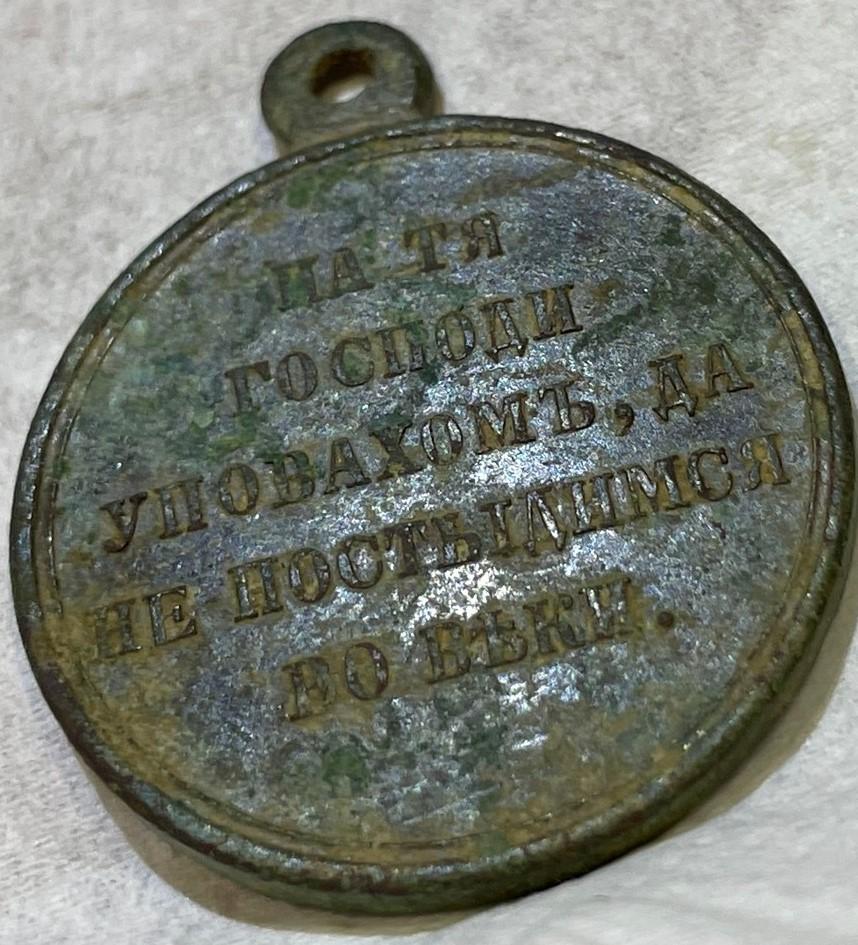 НА ТЯ
ГОСПОДИ
УПОВАХОМЪ, ДА
НЕ ПОСТЫДИМСЯ
ВО ВѢКИ.